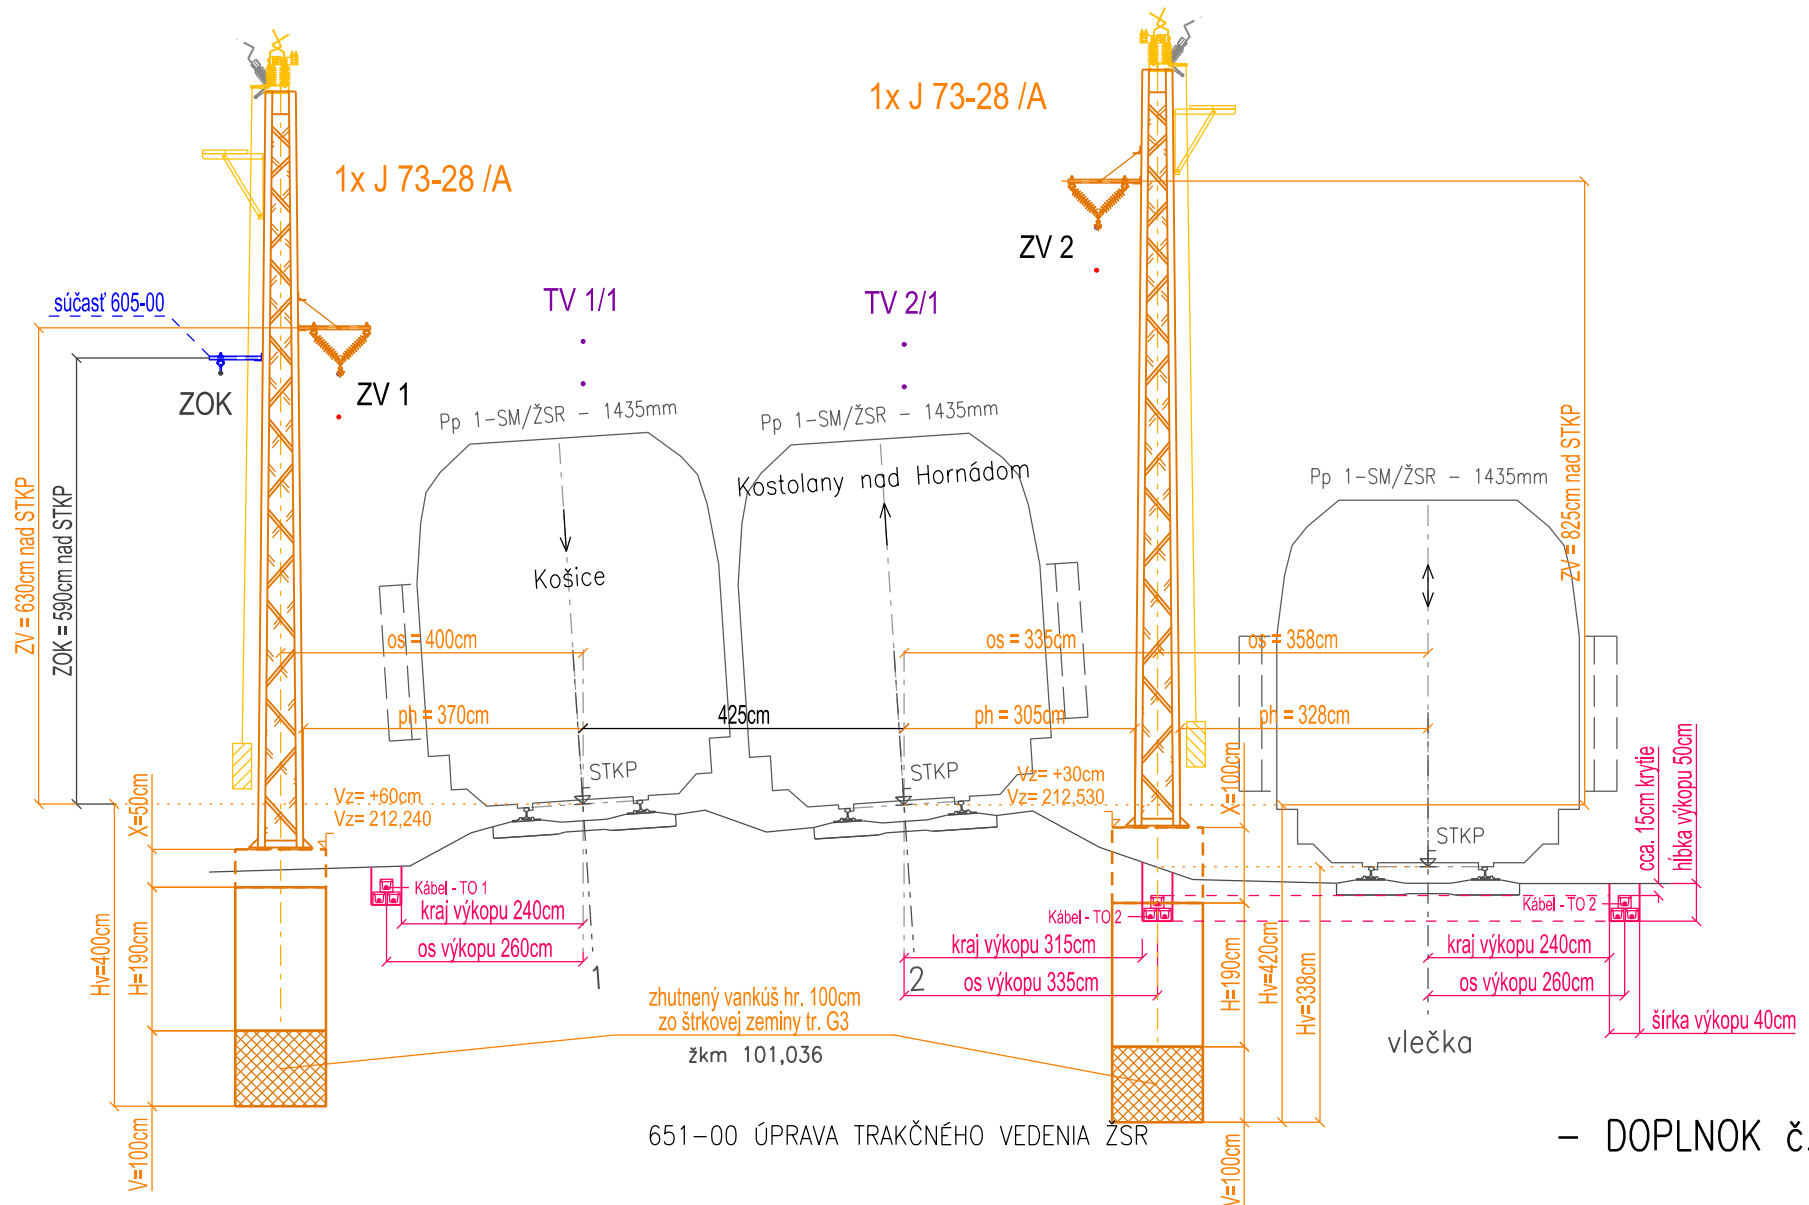 1x J 73-28 /A
1x J 73-28 /A
ZV 2
súčasť 605-00
TV 1/1
TV 2/1
ZOK
ZV 1
Pp 1-SM/ŽSR - 1435mm
Pp 1-SM/ŽSR - 1435mm
Pp 1-SM/ŽSR - 1435mm
Kostolany nad Hornádom
Košice
ZV = 630cm nad STKP
ZOK = 590cm nad STKP
ZV = 825cm nad STKP
os = 400cm
os = 335cm
os = 358cm
ph = 370cm
425cm
ph = 305cm
ph = 328cm
STKP
STKP
STKP
Vz= +60cm
Vz= 212,240
Vz= +30cm
Vz= 212,530
X=50cm
X=100cm
cca. 15cm krytie
hĺbka výkopu 50cm
Kábel - TO 1
kraj výkopu 240cm
os výkopu 260cm
Kábel - TO 2
kraj výkopu 315cm
os výkopu 335cm
Kábel - TO 2
kraj výkopu 240cm
os výkopu 260cm
šírka výkopu 40cm
Hv=400cm
H=190cm
V=100cm
H=190cm
Hv=420cm
Hv=338cm
V=100cm
1
2
vlečka
zhutnený vankúš hr. 100cm
zo štrkovej zeminy tr. G3
žkm 101,036
651-00 ÚPRAVA TRAKČNÉHO VEDENIA ŽSR
- DOPLNOK č.